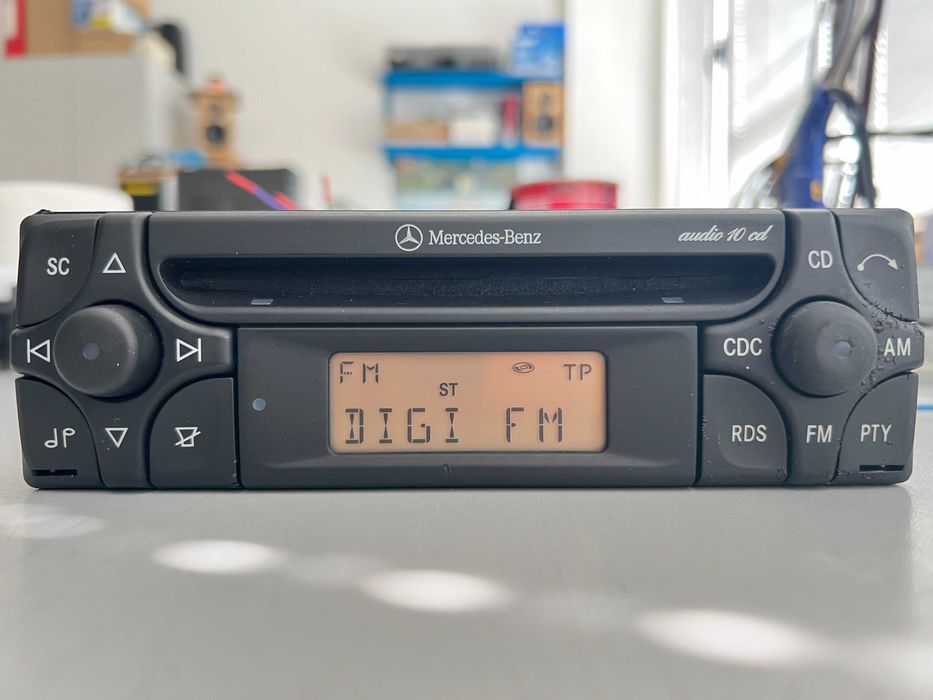 Mercedes-Benz
audio 10 cd
SC
CD
CDC
AM
FM
TP
ST
DIGI FM
RDS
FM
PTY